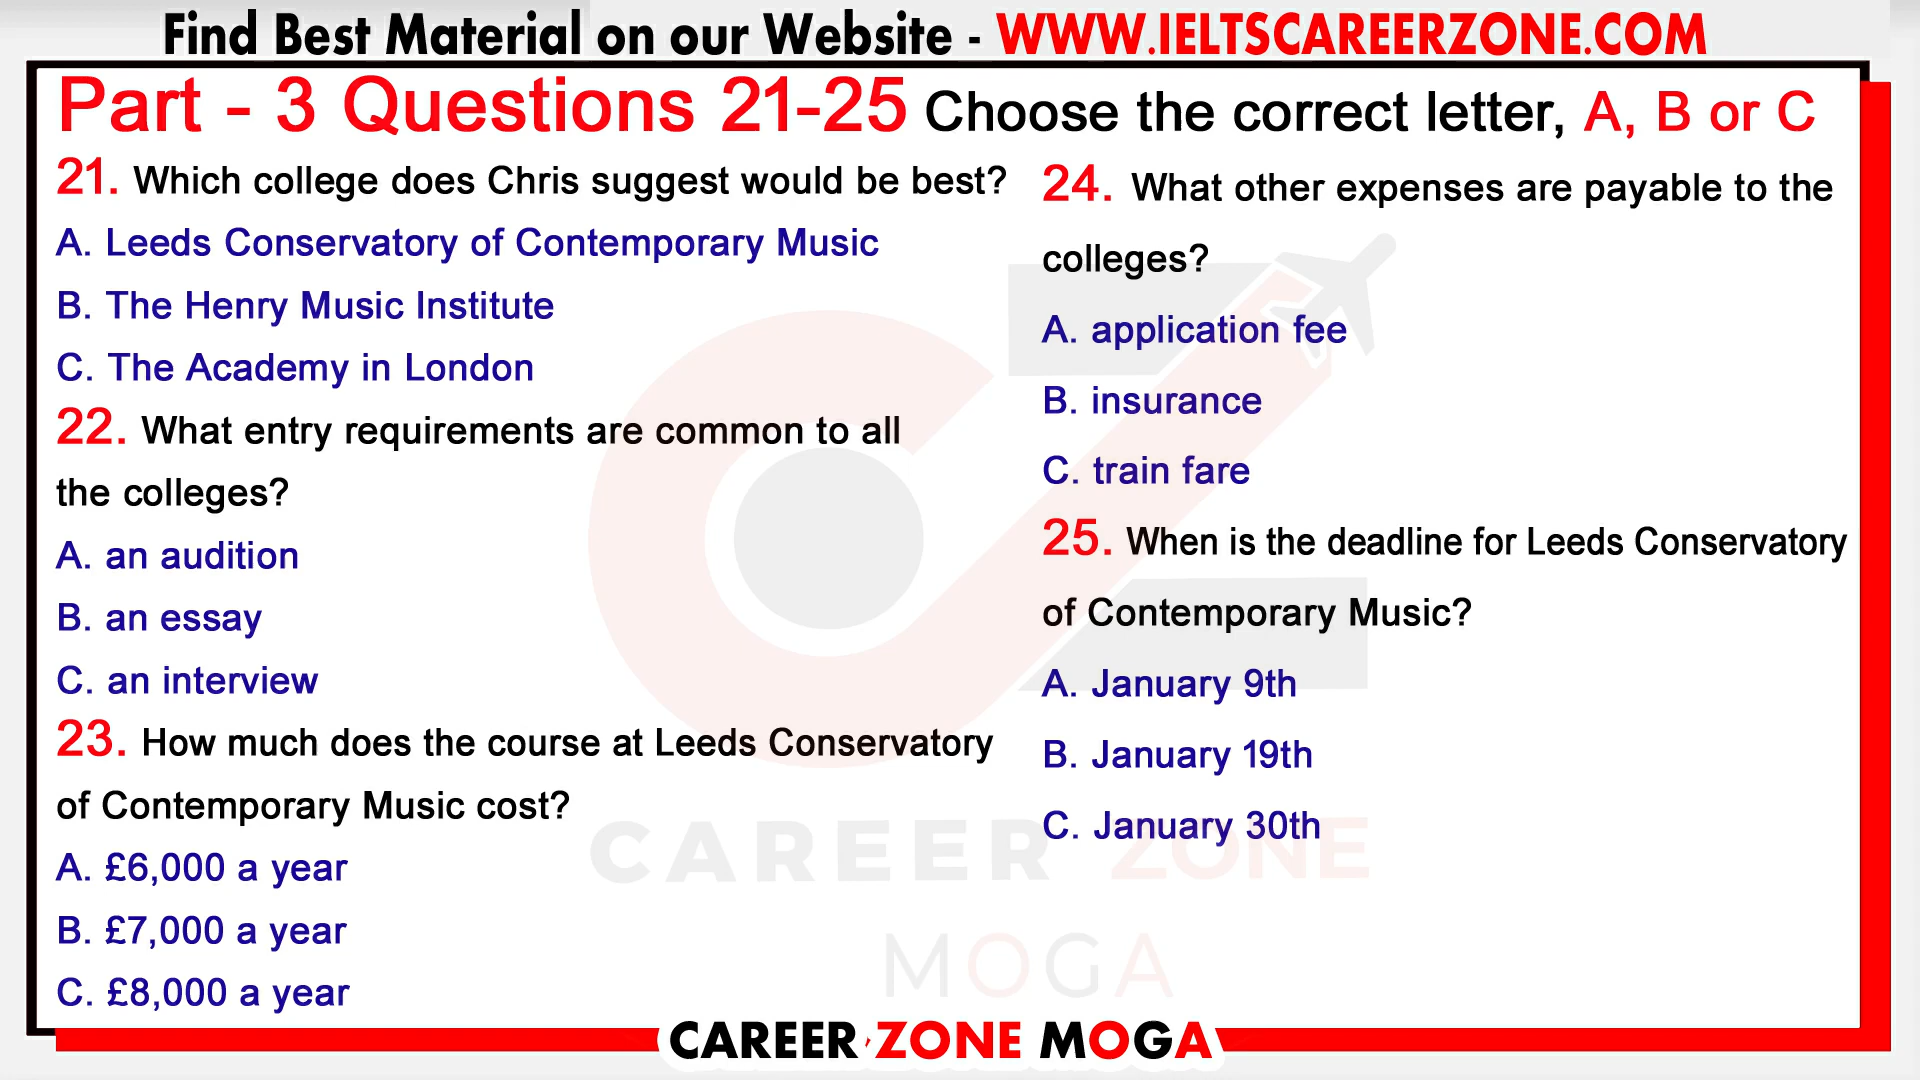 Find Best Material on our Website - WWW.IELTSCAREERZONE.COM
Part - 3 Questions 21-25 Choose the correct letter, A, B or C
21. Which college does Chris suggest would be best?
A. Leeds Conservatory of Contemporary Music
B. The Henry Music Institute
C. The Academy in London
22. What entry requirements are common to all
the colleges?
A. an audition
B. an essay
C. an interview
23. How much does the course at Leeds Conservatory
of Contemporary Music cost?
A. £6,000 a year
B. £7,000 a year
C. £8,000 a year
24. What other expenses are payable to the
colleges?
A. application fee
B. insurance
C. train fare
25. When is the deadline for Leeds Conservatory
of Contemporary Music?
A. January 9th
B. January 19th
C. January 30th
CAREER ZONE
MOGA
CAREER ZONE MOGA